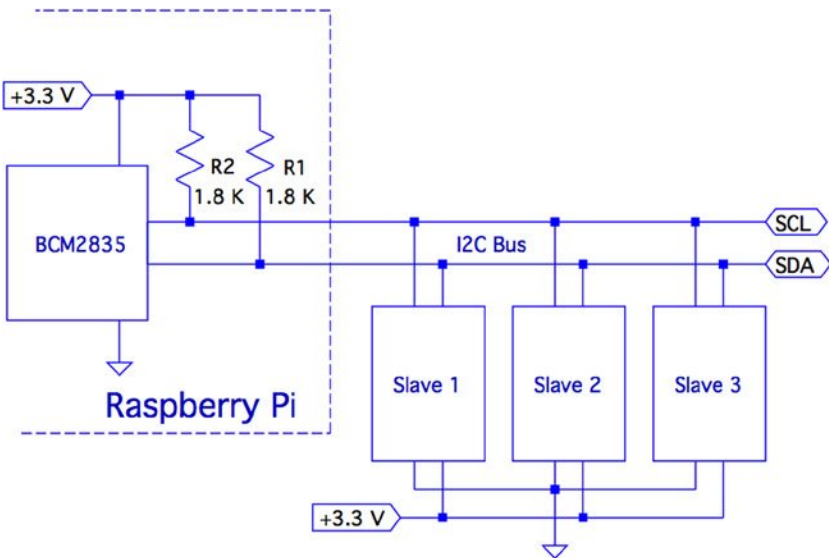 +3.3 V
R2
R1
1.8 K
1.8 K
BCM2835
SCL
I2C Bus
SDA
Slave 1
Slave 2
Slave 3
Raspberry Pi
+3.3 V